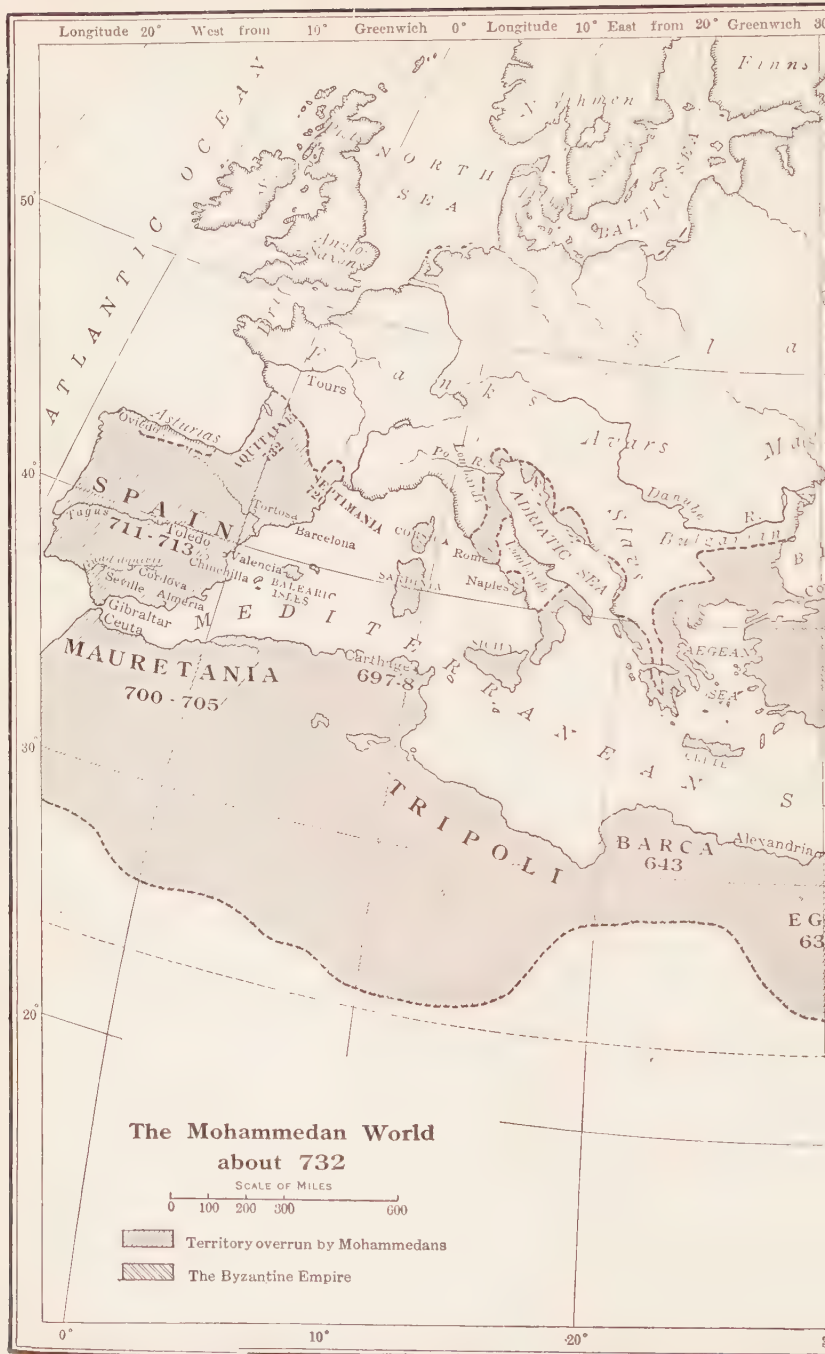 Longitude 20° West from 10° Greenwich 0° Longitude 10° East from 20° Greenwich
Finns
ATLANTIC OCEAN
NORTH
SEA
BALTIC SEA
50°
Anglo-
Saxons
Franks
Tours
Avars
Asturias
Oviedo
AQUITAINE
732
SEPTIMANIA
Po R.
Lombards
ADRIATIC SEA
Slavs
Danube R.
40°
SPAIN
711-713
Tagus
Toledo
Tortosa
Barcelona
Rome
Naples
Valencia
Chinchilla
Cordova
Seville
Almeria
BALEARIC
ISLES
SARDINIA
SICILY
Gibraltar
Ceuta
MEDITERRANEAN S
AEGEAN
SEA
MAURETANIA
700-705
Carthage
697-8
30°
TRIPOLI
BARCA
643
Alexandria
EG
63
20°
The Mohammedan World
about 732
SCALE OF MILES
0 100 200 300 600
Territory overrun by Mohammedans
The Byzantine Empire
0° 10° 20°